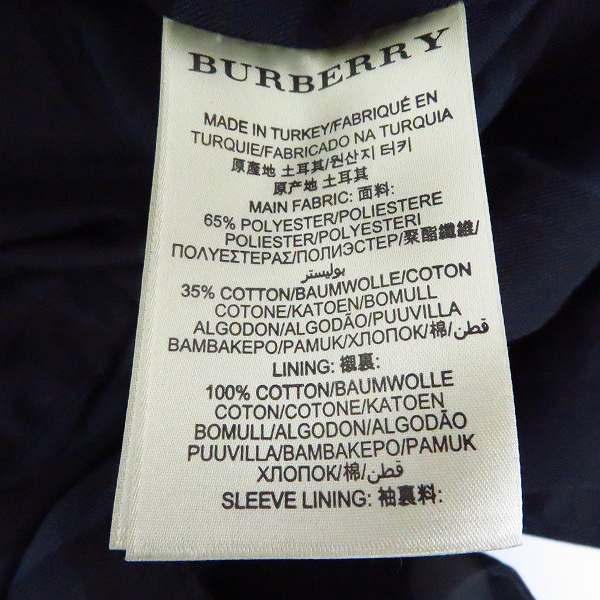 BURBERRY
MADE IN TURKEY/FABRIQUÉ EN
TURQUIE/FABRICADO NA TURQUIA
原產地 土耳其/원산지 터키
原产地 土耳其
MAIN FABRIC: 面料:
65% POLYESTER/POLIESTERE
POLIESTER/POLYESTERI
ΠΟΛΥΕΣΤΕΡΑΣ/ПОЛИЭСТЕР/聚酯纖維/
بوليستر
35% COTTON/BAUMWOLLE/COTON
COTONE/KATOEN/BOMULL
ALGODON/ALGODÃO/PUUVILLA
BAMBAKEPO/PAMUK/ХЛОПОК/棉/قطن/
LINING: 襯裏:
100% COTTON/BAUMWOLLE
COTON/COTONE/KATOEN
BOMULL/ALGODON/ALGODÃO
PUUVILLA/BAMBAKEPO/PAMUK
ХЛОПОК/棉/قطن/
SLEEVE LINING: 袖裏料: